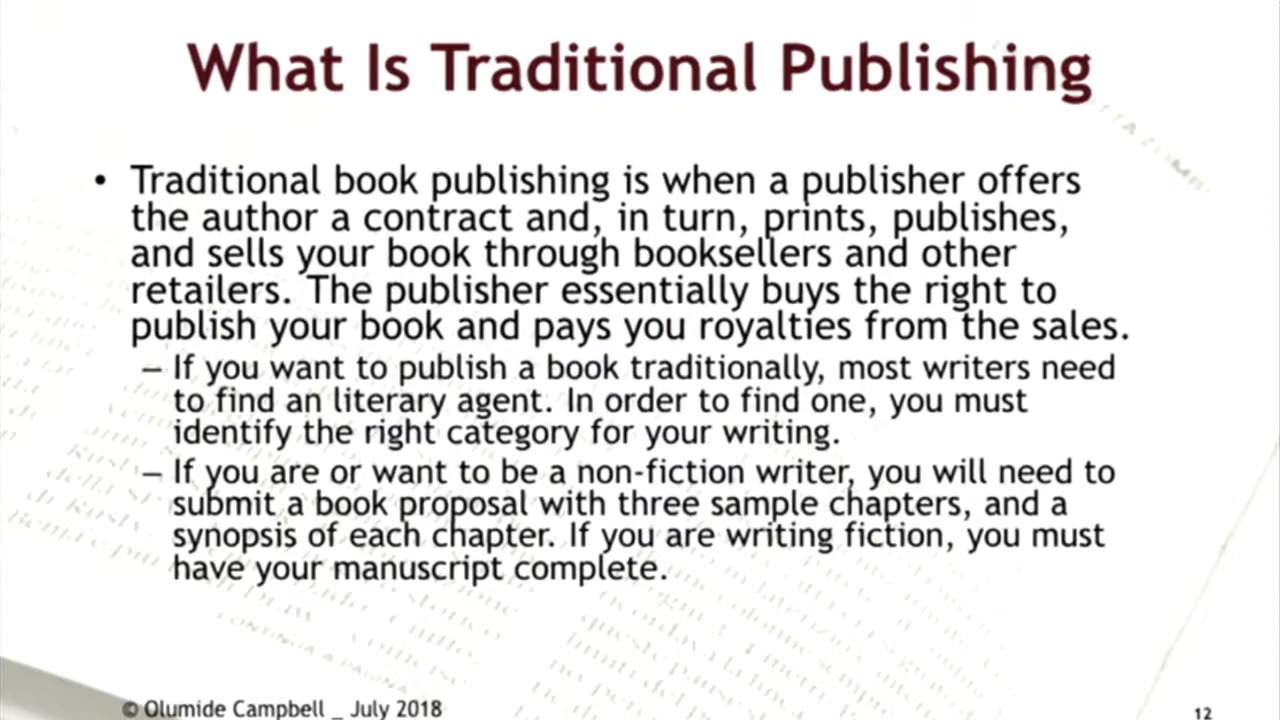 What Is Traditional Publishing
• Traditional book publishing is when a publisher offers
the author a contract and, in turn, prints, publishes,
and sells your book through booksellers and other
retailers. The publisher essentially buys the right to
publish your book and pays you royalties from the sales.
– If you want to publish a book traditionally, most writers need
to find an literary agent. In order to find one, you must
identify the right category for your writing.
– If you are or want to be a non-fiction writer, you will need to
submit a book proposal with three sample chapters, and a
synopsis of each chapter. If you are writing fiction, you must
have your manuscript complete.
© Olumide Campbell _ July 2018
12